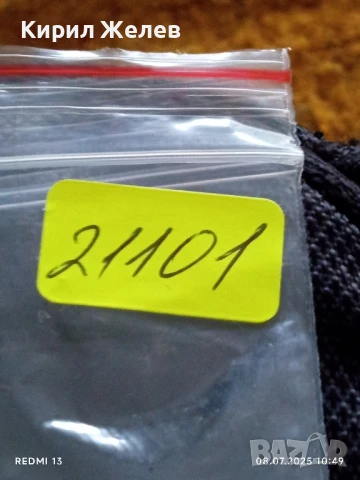 Кирил Желев
21101
REDMI 13
08.07.2025 10:49
BAZAR